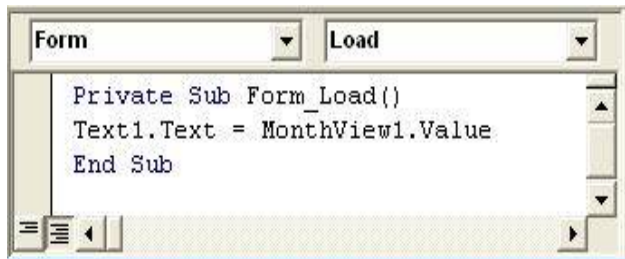 Form Load
Private Sub Form_Load()
Text1.Text = MonthView1.Value
End Sub